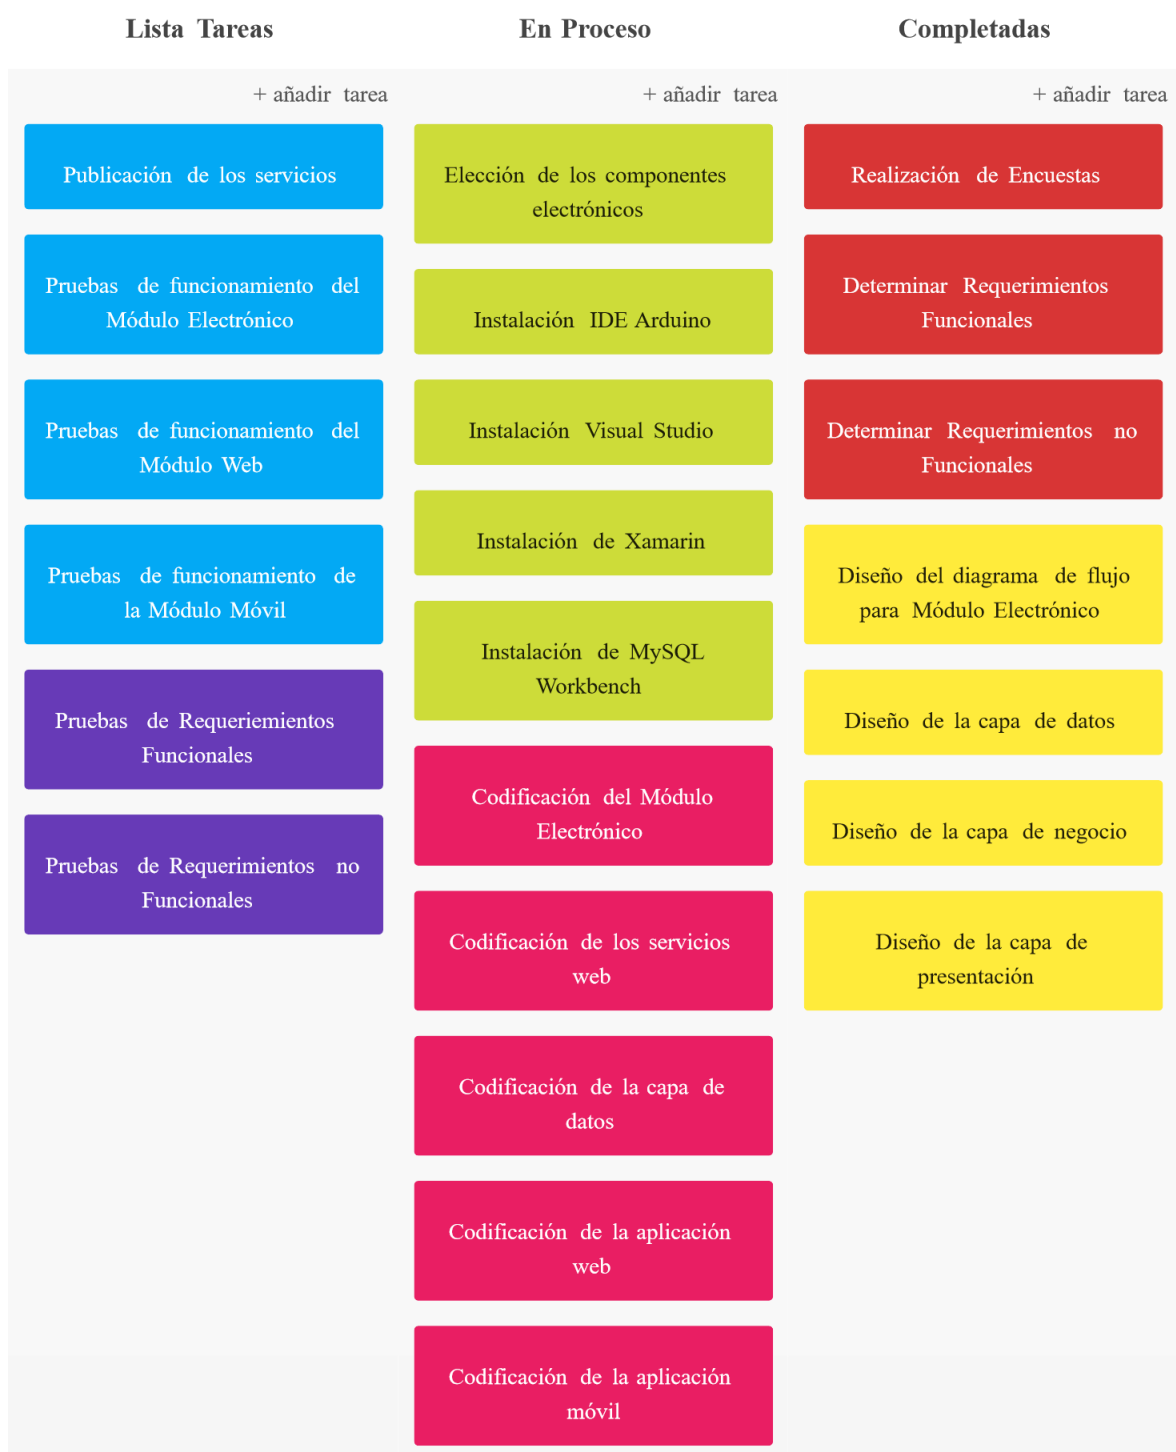 Lista Tareas
+ añadir tarea
Publicación de los servicios
Pruebas de funcionamiento del
Módulo Electrónico
Pruebas de funcionamiento del
Módulo Web
Pruebas de funcionamiento de
la Módulo Móvil
Pruebas de Requeriemientos
Funcionales
Pruebas de Requerimientos no
Funcionales
En Proceso
+ añadir tarea
Elección de los componentes
electrónicos
Instalación IDE Arduino
Instalación Visual Studio
Instalación de Xamarin
Instalación de MySQL
Workbench
Codificación del Módulo
Electrónico
Codificación de los servicios
web
Codificación de la capa de
datos
Codificación de la aplicación
web
Codificación de la aplicación
móvil
Completadas
+ añadir tarea
Realización de Encuestas
Determinar Requerimientos
Funcionales
Determinar Requerimientos no
Funcionales
Diseño del diagrama de flujo
para Módulo Electrónico
Diseño de la capa de datos
Diseño de la capa de negocio
Diseño de la capa de
presentación